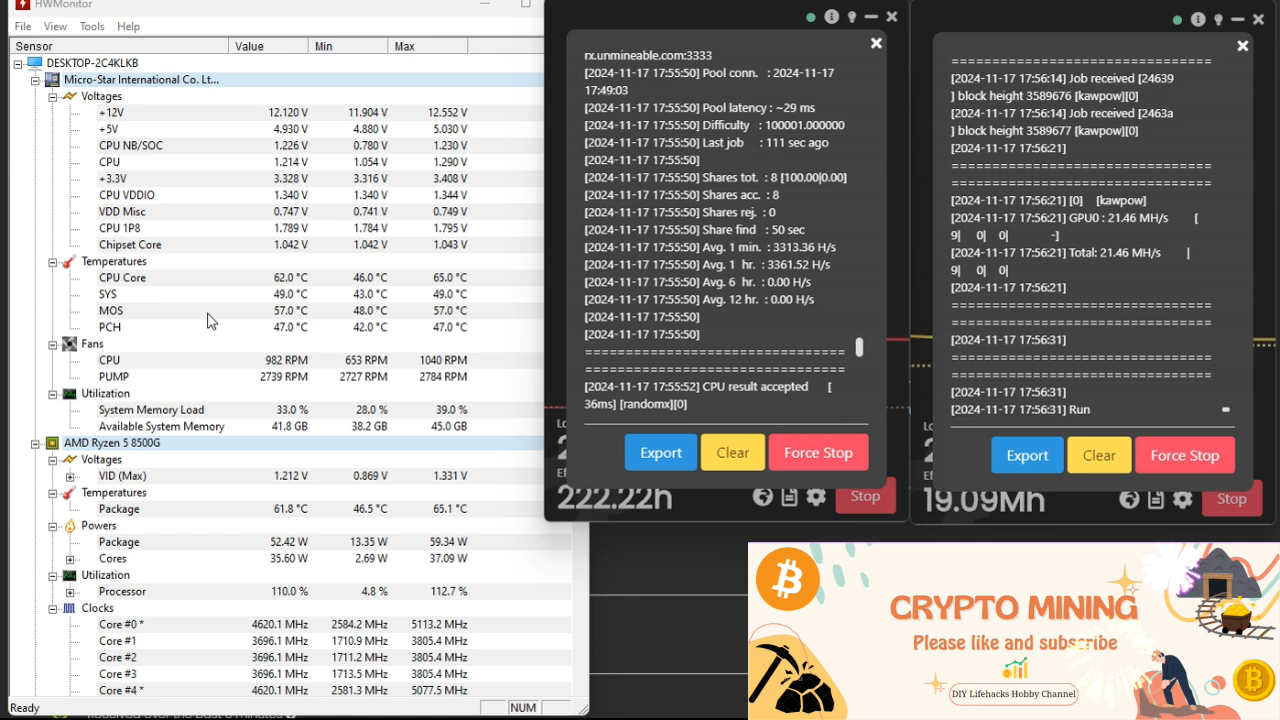 HWMonitor
File View Tools Help
Sensor Value Min Max
DESKTOP-2C4KLKB
Micro-Star International Co. Lt...
Voltages
+12V 12.120 V 11.904 V 12.552 V
+5V 4.930 V 4.880 V 5.030 V
CPU NB/SOC 1.226 V 0.780 V 1.230 V
CPU 1.214 V 1.054 V 1.290 V
+3.3V 3.328 V 3.316 V 3.408 V
CPU VDDIO 1.340 V 1.340 V 1.344 V
VDD Misc 0.747 V 0.741 V 0.749 V
CPU 1P8 1.789 V 1.784 V 1.795 V
Chipset Core 1.042 V 1.042 V 1.043 V
Temperatures
CPU Core 62.0 °C 46.0 °C 65.0 °C
SYS 49.0 °C 43.0 °C 49.0 °C
MOS 57.0 °C 48.0 °C 57.0 °C
PCH 47.0 °C 42.0 °C 47.0 °C
Fans
CPU 982 RPM 653 RPM 1040 RPM
PUMP 2739 RPM 2727 RPM 2784 RPM
Utilization
System Memory Load 33.0 % 28.0 % 39.0 %
Available System Memory 41.8 GB 38.2 GB 45.0 GB
AMD Ryzen 5 8500G
Voltages
VID (Max) 1.212 V 0.869 V 1.331 V
Temperatures
Package 61.8 °C 46.5 °C 65.1 °C
Powers
Package 52.42 W 13.35 W 59.34 W
Cores 35.60 W 2.69 W 37.09 W
Utilization
Processor 110.0 % 4.8 % 112.7 %
Clocks
Core #0 * 4620.1 MHz 2584.2 MHz 5113.2 MHz
Core #1 3696.1 MHz 1710.9 MHz 3805.4 MHz
Core #2 3696.1 MHz 1711.2 MHz 3805.4 MHz
Core #3 3696.1 MHz 1713.5 MHz 3805.4 MHz
Core #4 * 4620.1 MHz 2581.3 MHz 5077.5 MHz
Ready NUM
rx.unmineable.com:3333
[2024-11-17 17:55:50] Pool conn. : 2024-11-17
17:49:03
[2024-11-17 17:55:50] Pool latency : ~29 ms
[2024-11-17 17:55:50] Difficulty : 100001.000000
[2024-11-17 17:55:50] Last job : 111 sec ago
[2024-11-17 17:55:50]
[2024-11-17 17:55:50] Shares tot. : 8 [100.00|0.00]
[2024-11-17 17:55:50] Shares acc. : 8
[2024-11-17 17:55:50] Shares rej. : 0
[2024-11-17 17:55:50] Share find : 50 sec
[2024-11-17 17:55:50] Avg. 1 min. : 3313.36 H/s
[2024-11-17 17:55:50] Avg. 1 hr. : 3361.52 H/s
[2024-11-17 17:55:50] Avg. 6 hr. : 0.00 H/s
[2024-11-17 17:55:50] Avg. 12 hr. : 0.00 H/s
[2024-11-17 17:55:50]
[2024-11-17 17:55:50]
================================
================================
[2024-11-17 17:55:52] CPU result accepted [
36ms] [randomx][0]
Export Clear Force Stop
222.22h Stop
================================
[2024-11-17 17:56:14] Job received [24639
] block height 3589676 [kawpow][0]
[2024-11-17 17:56:14] Job received [2463a
] block height 3589677 [kawpow][0]
[2024-11-17 17:56:21]
================================
================================
[2024-11-17 17:56:21] [0] [kawpow]
[2024-11-17 17:56:21] GPU0 : 21.46 MH/s [
9| 0| 0| -]
[2024-11-17 17:56:21] Total: 21.46 MH/s |
9| 0| 0|
[2024-11-17 17:56:21]
================================
================================
[2024-11-17 17:56:31]
================================
================================
[2024-11-17 17:56:31]
[2024-11-17 17:56:31] Run
Export Clear Force Stop
19.09Mh Stop
CRYPTO MINING
Please like and subscribe
DIY Lifehacks Hobby Channel